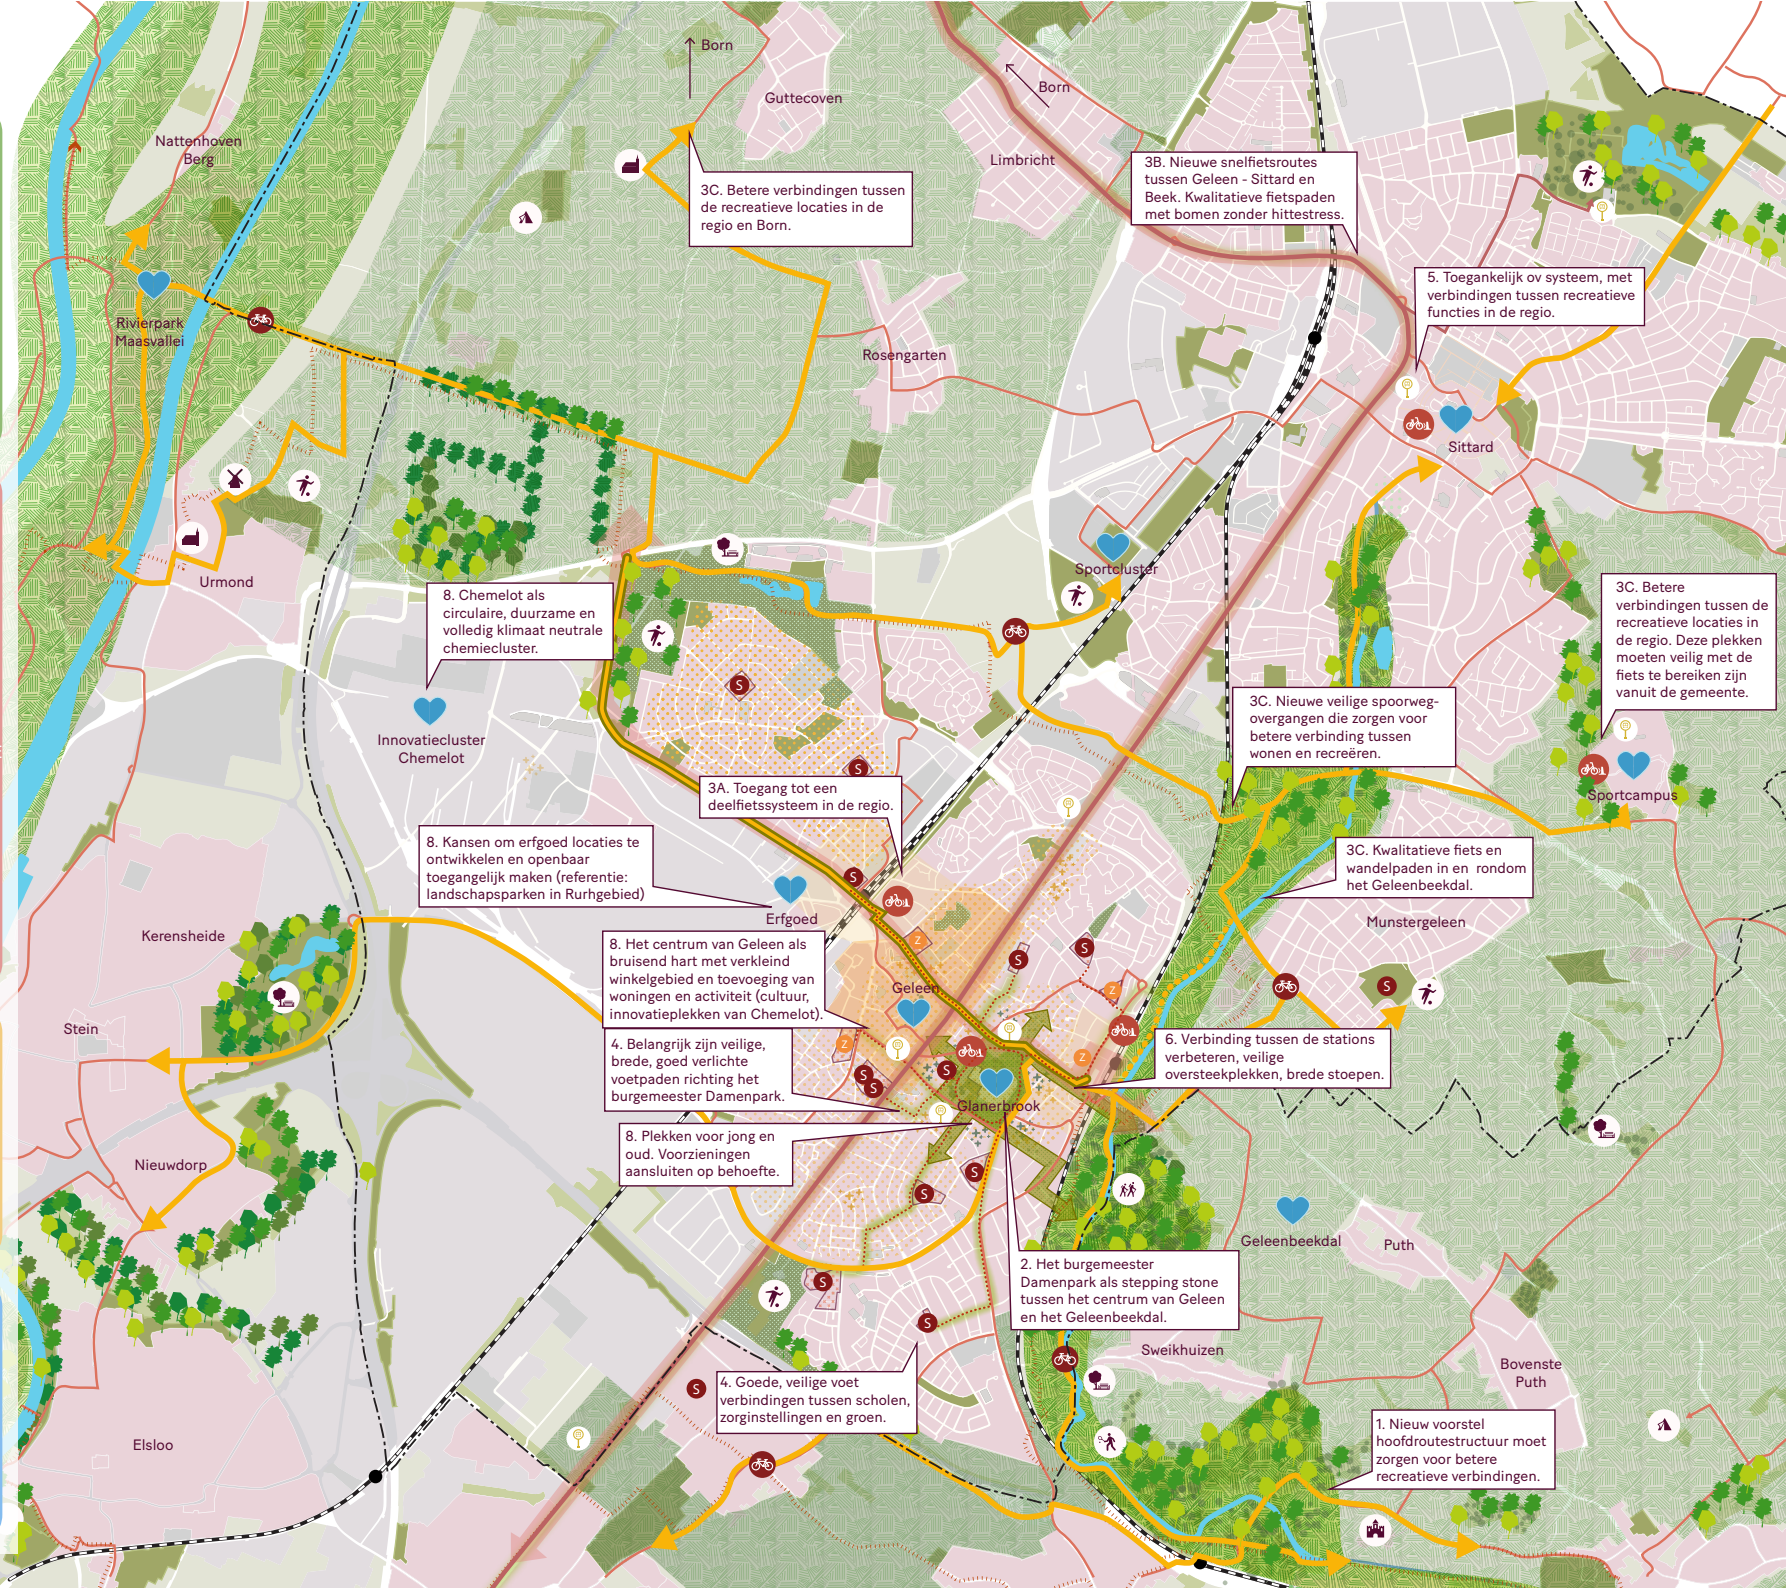 Born
Guttecoven
Born
Nattenhoven
Berg
Limbricht
3B. Nieuwe snelfietsroutes
tussen Geleen - Sittard en
Beek. Kwalitatieve fietspaden
met bomen zonder hittestress.
3C. Betere verbindingen tussen
de recreatieve locaties in de
regio en Born.
5. Toegankelijk ov systeem, met
verbindingen tussen recreatieve
functies in de regio.
Rivierpark
Maasvallei
Rosengarten
Sittard
Sportcluster
Urmond
8. Chemelot als
circulaire, duurzame en
volledig klimaat neutrale
chemiecluster.
3C. Betere
verbindingen tussen de
recreatieve locaties in
de regio. Deze plekken
moeten veilig met de
fiets te bereiken zijn
vanuit de gemeente.
S
3C. Nieuwe veilige spoorweg-
overgangen die zorgen voor
betere verbinding tussen
wonen en recreëren.
Innovatiecluster
Chemelot
S
3A. Toegang tot een
deelfietssysteem in de regio.
Sportcampus
8. Kansen om erfgoed locaties te
ontwikkelen en openbaar
toegangelijk maken (referentie:
landschapsparken in Rurhgebied)
3C. Kwalitatieve fiets en
wandelpaden in en rondom
het Geleenbeekdal.
S
Erfgoed
Munstergeleen
Kerensheide
8. Het centrum van Geleen als
bruisend hart met verkleind
winkelgebied en toevoeging van
woningen en activiteit (cultuur,
innovatieplekken van Chemelot).
Z
S
S
Geleen
Z
S
Stein
4. Belangrijk zijn veilige,
brede, goed verlichte
voetpaden richting het
burgemeester Damenpark.
Z
Z
S
S
S
6. Verbinding tussen de stations
verbeteren, veilige
oversteekplekken, brede stoepen.
Glanerbrook
8. Plekken voor jong en
oud. Voorzieningen
aansluiten op behoefte.
Nieuwdorp
S
S
Geleenbeekdal
Puth
2. Het burgemeester
Damenpark als stepping stone
tussen het centrum van Geleen
en het Geleenbeekdal.
S
S
Sweikhuizen
Bovenste
Puth
S
4. Goede, veilige voet
verbindingen tussen scholen,
zorginstellingen en groen.
1. Nieuw voorstel
hoofdroutestructuur moet
zorgen voor betere
recreatieve verbindingen.
Elsloo